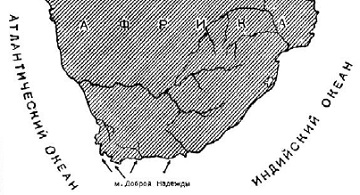 АФРИКА
АТЛАНТИЧЕСКИЙ ОКЕАН
ИНДИЙСКИЙ ОКЕАН
м. Доброй Надежды